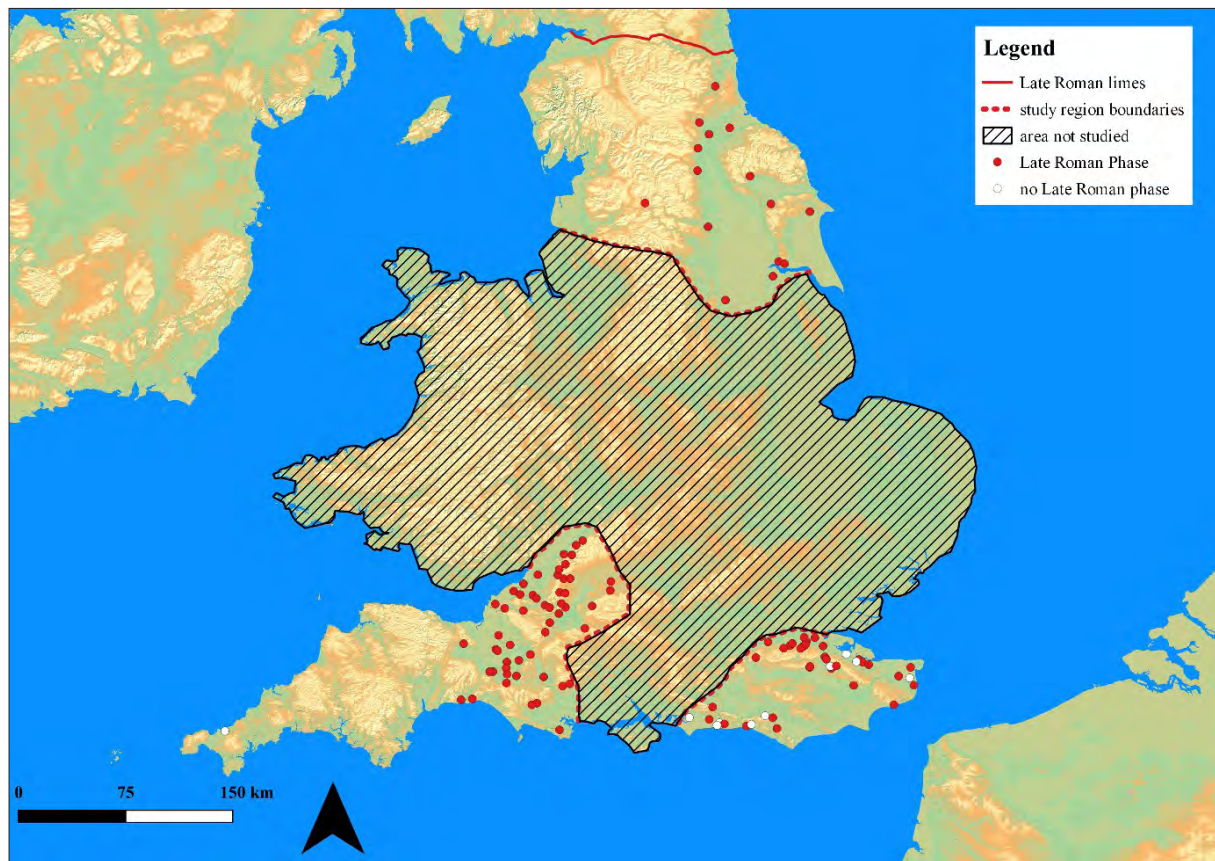 Legend
Late Roman limes
study region boundaries
area not studied
Late Roman Phase
no Late Roman phase
0 75 150 km